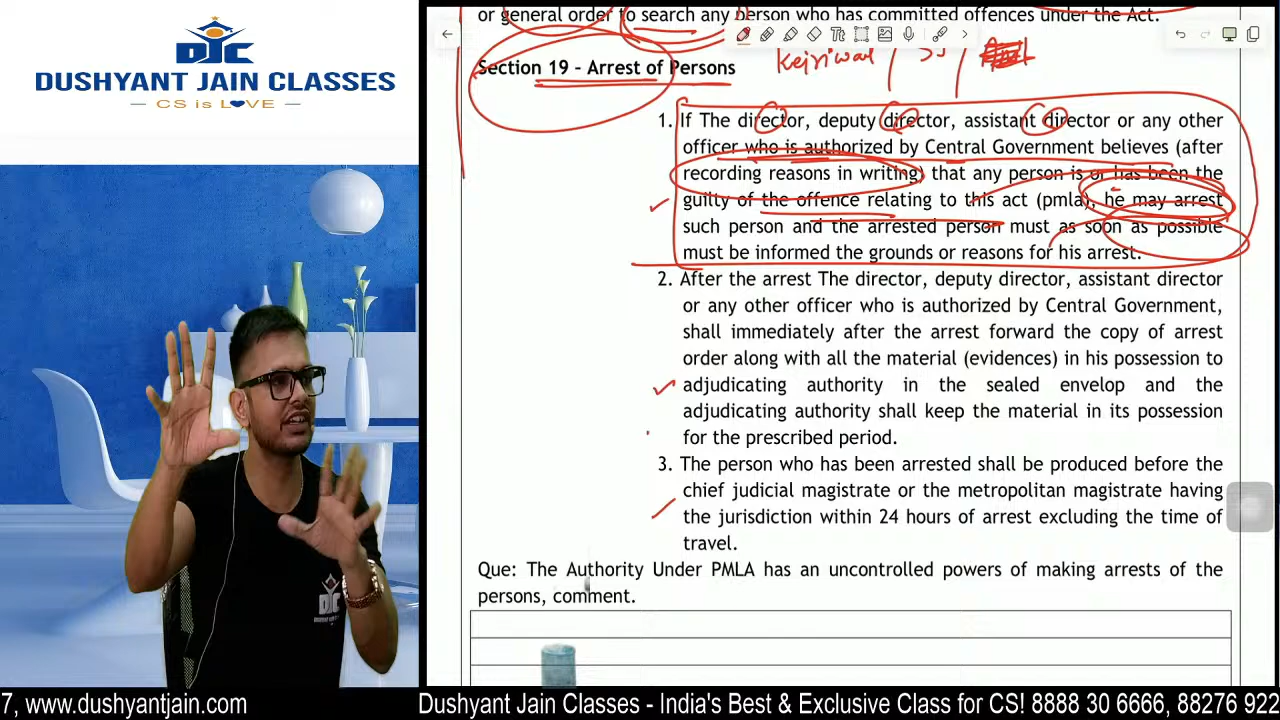 or general order to search any person who has committed offences under the Act.
DJC
DUSHYANT JAIN CLASSES
— CS is L❤VE —
Tt
Kejriwal
Section 19 - Arrest of Persons
1. If The director, deputy director, assistant director or any other
officer who is authorized by Central Government believes (after
recording reasons in writing) that any person is or has been the
guilty of the offence relating to this act (pmla), he may arrest
such person and the arrested person must as soon as possible
must be informed the grounds or reasons for his arrest.
2. After the arrest The director, deputy director, assistant director
or any other officer who is authorized by Central Government,
shall immediately after the arrest forward the copy of arrest
order along with all the material (evidences) in his possession to
adjudicating authority in the sealed envelop and the
adjudicating authority shall keep the material in its possession
for the prescribed period.
3. The person who has been arrested shall be produced before the
chief judicial magistrate or the metropolitan magistrate having
the jurisdiction within 24 hours of arrest excluding the time of
travel.
Que: The Authority Under PMLA has an uncontrolled powers of making arrests of the
persons, comment.
7, www.dushyantjain.com
Dushyant Jain Classes - India's Best & Exclusive Class for CS! 8888 30 6666, 88276 922